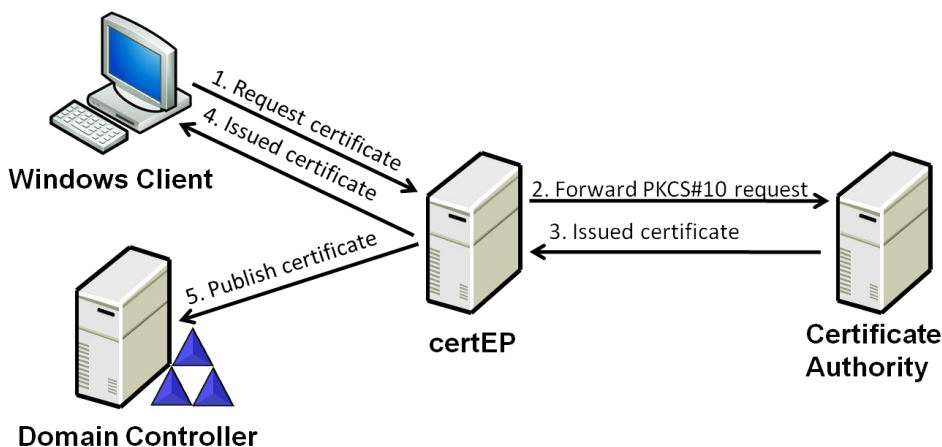 1. Request certificate
4. Issued certificate
Windows Client
2. Forward PKCS#10 request
3. Issued certificate
5. Publish certificate
certEP
Certificate
Authority
Domain Controller